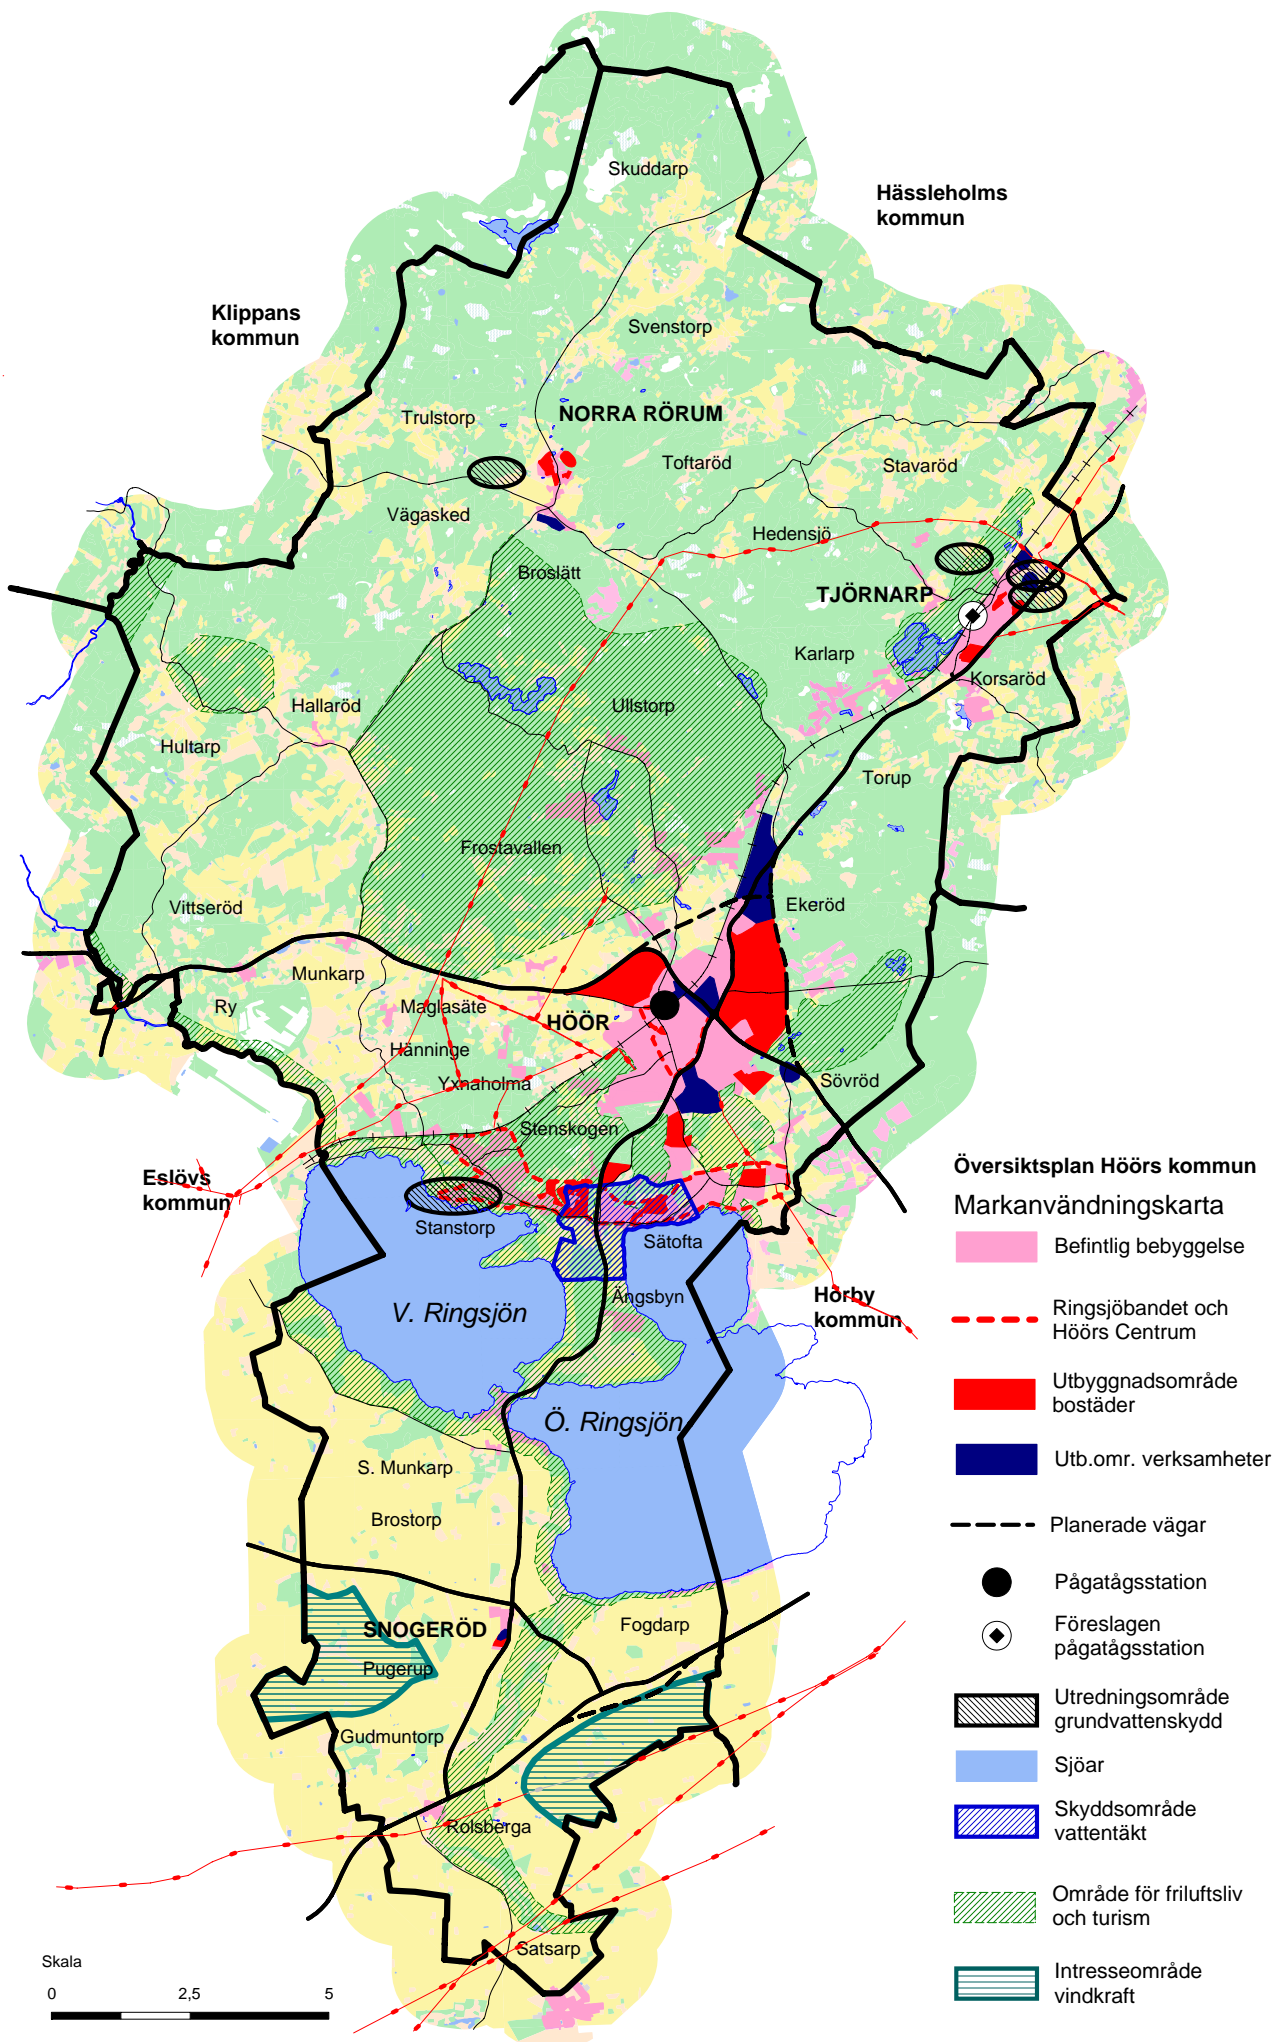 Skuddarp
Hässleholms
kommun
Klippans
kommun
Svenstorp
Trulstorp
NORRA RÖRUM
Toftaröd
Stavaröd
Vägasked
Hedensjö
Broslätt
TJÖRNARP
Karlarp
Korsaröd
Hallaröd
Ullstorp
Hultarp
Torup
Frostavallen
Vittseröd
Ekeröd
Munkarp
Ry
Maglasäte
HÖÖR
Hänninge
Yxnaholma
Sövröd
Stenskogen
Eslövs
kommun
Stanstorp
Sätofta
Ängsbyn
V. Ringsjön
Hörby
kommun
Ö. Ringsjön
S. Munkarp
Brostorp
SNOGERÖD
Fogdarp
Pugerup
Gudmuntorp
Rolsberga
Satsarp
Skala
0 2,5 5
Översiktsplan Höörs kommun
Markanvändningskarta
Befintlig bebyggelse
Ringsjöbandet och
Höörs Centrum
Utbyggnadsområde
bostäder
Utb.omr. verksamheter
Planerade vägar
Pågatågsstation
Föreslagen
pågatågsstation
Utredningsområde
grundvattenskydd
Sjöar
Skyddsområde
vattentäkt
Område för friluftsliv
och turism
Intresseområde
vindkraft